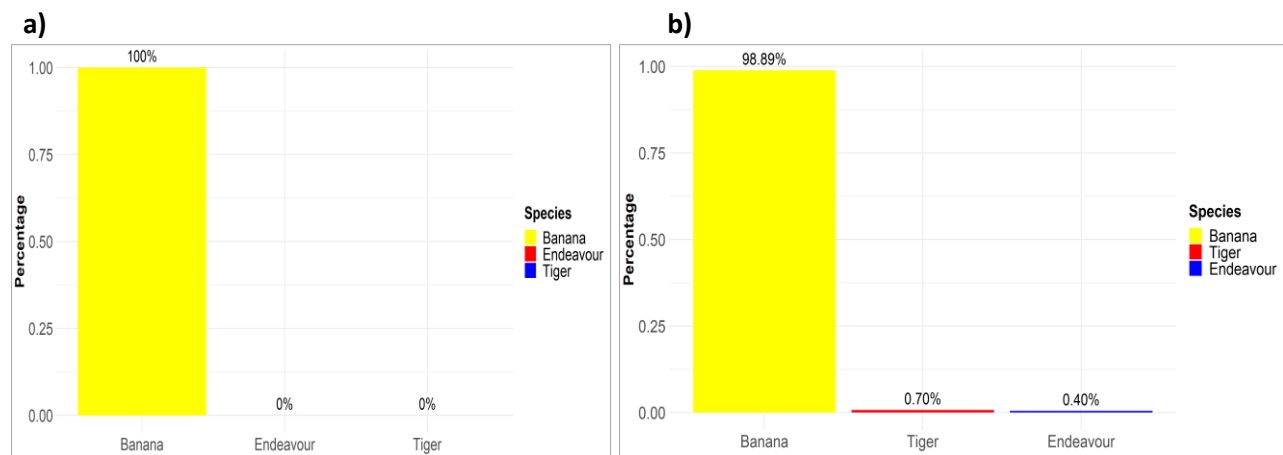 a)
100%
1.00
0.75
0.50
0.25
0.00
Percentage
0%
0%
Banana
Endeavour
Tiger
Species
Banana
Endeavour
Tiger
b)
98.89%
1.00
0.75
0.50
0.25
0.00
Percentage
0.70%
0.40%
Banana
Tiger
Endeavour
Species
Banana
Tiger
Endeavour